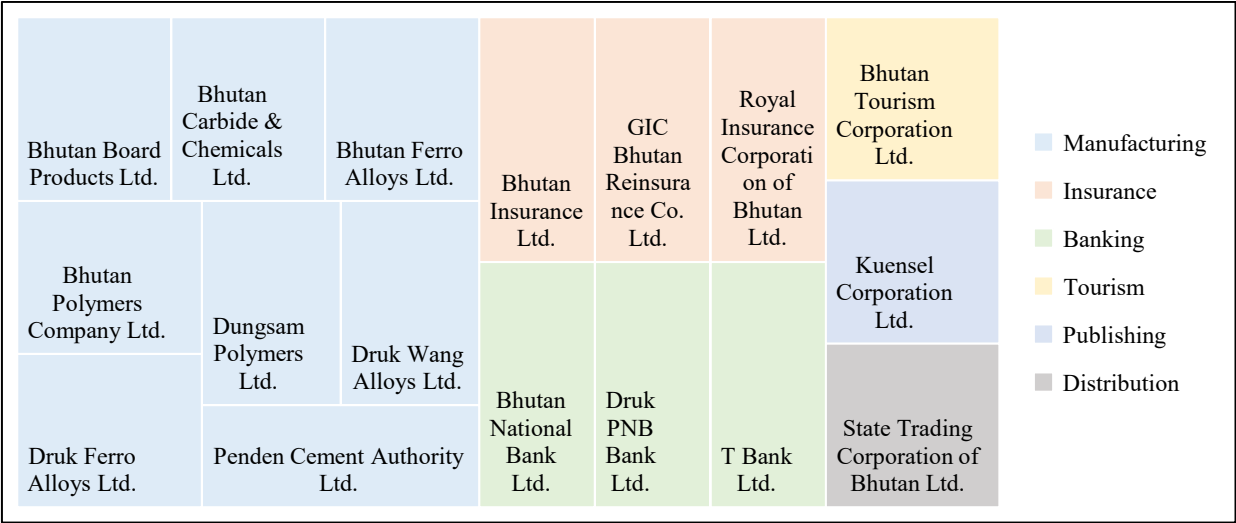 Bhutan Board
Products Ltd.
Bhutan
Carbide &
Chemicals
Ltd.
Bhutan Ferro
Alloys Ltd.
Bhutan
Polymers
Company Ltd.
Dungsam
Polymers
Ltd.
Druk Wang
Alloys Ltd.
Druk Ferro
Alloys Ltd.
Penden Cement Authority
Ltd.
Bhutan
Insurance
Ltd.
GIC
Bhutan
Reinsura
nce Co.
Ltd.
Royal
Insurance
Corporati
on of
Bhutan
Ltd.
Bhutan
National
Bank
Ltd.
Druk
PNB
Bank
Ltd.
T Bank
Ltd.
Bhutan
Tourism
Corporation
Ltd.
Kuensel
Corporation
Ltd.
State Trading
Corporation of
Bhutan Ltd.
Manufacturing
Insurance
Banking
Tourism
Publishing
Distribution